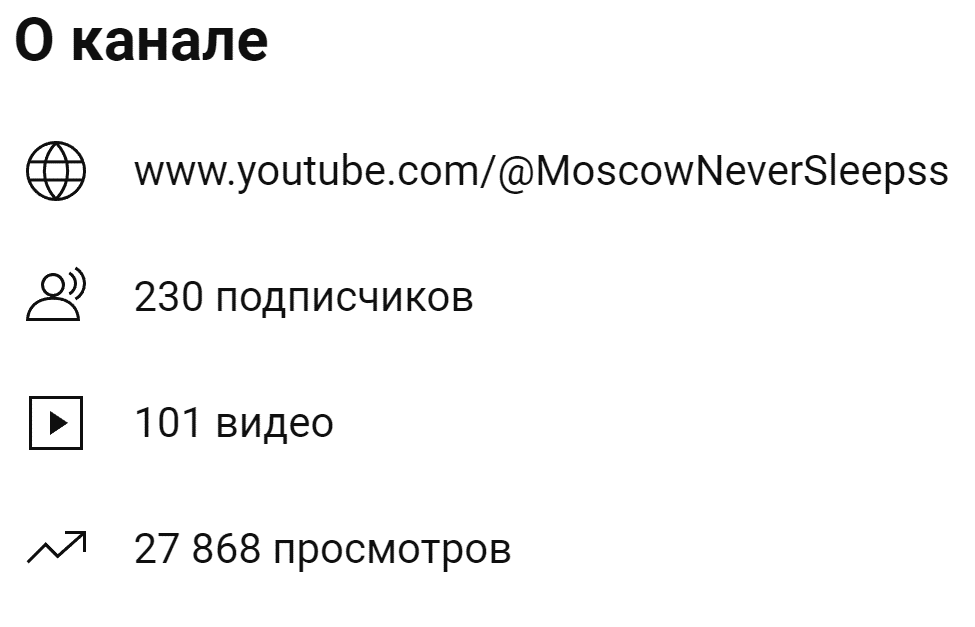 О канале
www.youtube.com/@MoscowNeverSleepss
230 подписчиков
101 видео
27 868 просмотров